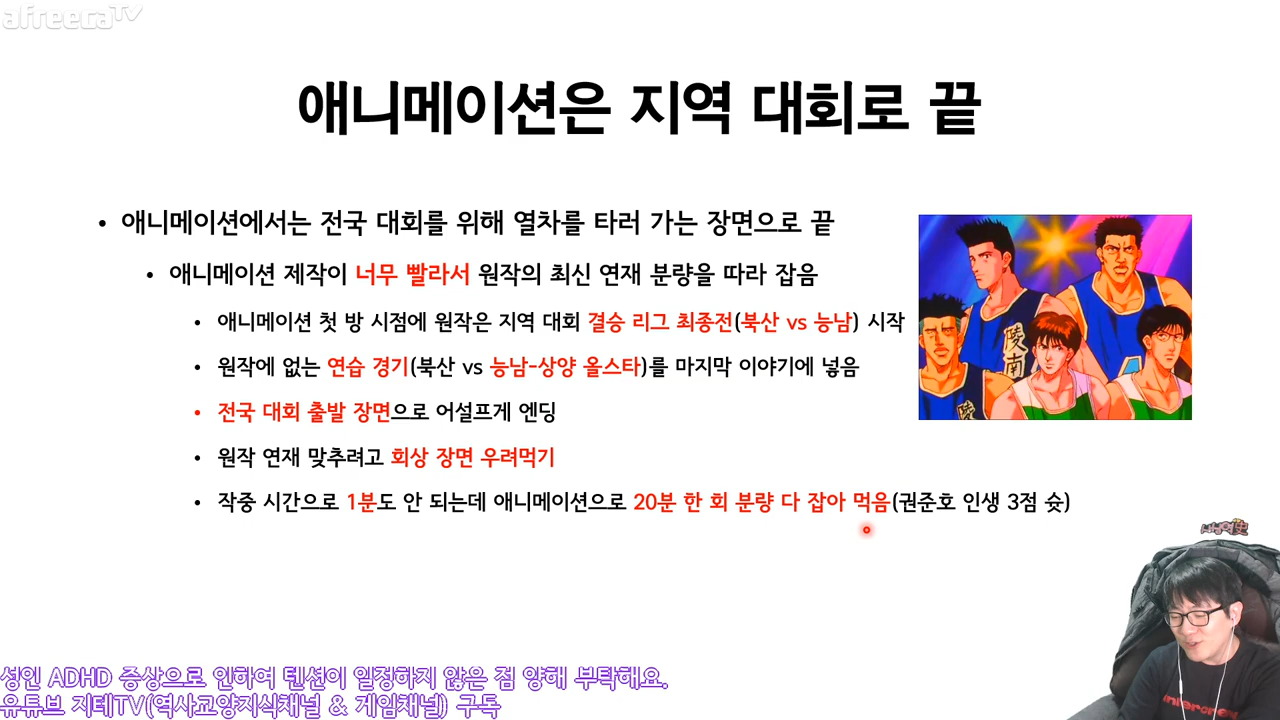 afreecaTV
애니메이션은 지역 대회로 끝
• 애니메이션에서는 전국 대회를 위해 열차를 타러 가는 장면으로 끝
• 애니메이션 제작이 너무 빨라서 원작의 최신 연재 분량을 따라 잡음
• 애니메이션 첫 방 시점에 원작은 지역 대회 결승 리그 최종전(북산 vs 능남) 시작
• 원작에 없는 연습 경기(북산 vs 능남-상양 올스타)를 마지막 이야기에 넣음
• 전국 대회 출발 장면으로 어설프게 엔딩
• 원작 연재 맞추려고 회상 장면 우려먹기
• 작중 시간으로 1분도 안 되는데 애니메이션으로 20분 한 회 분량 다 잡아 먹음(권준호 인생 3점 슛)
陵南
陵
성인 ADHD 증상으로 인하여 텐션이 일정하지 않은 점 양해 부탁해요.
유튜브 지테TV(역사교양지식채널 & 게임채널) 구독